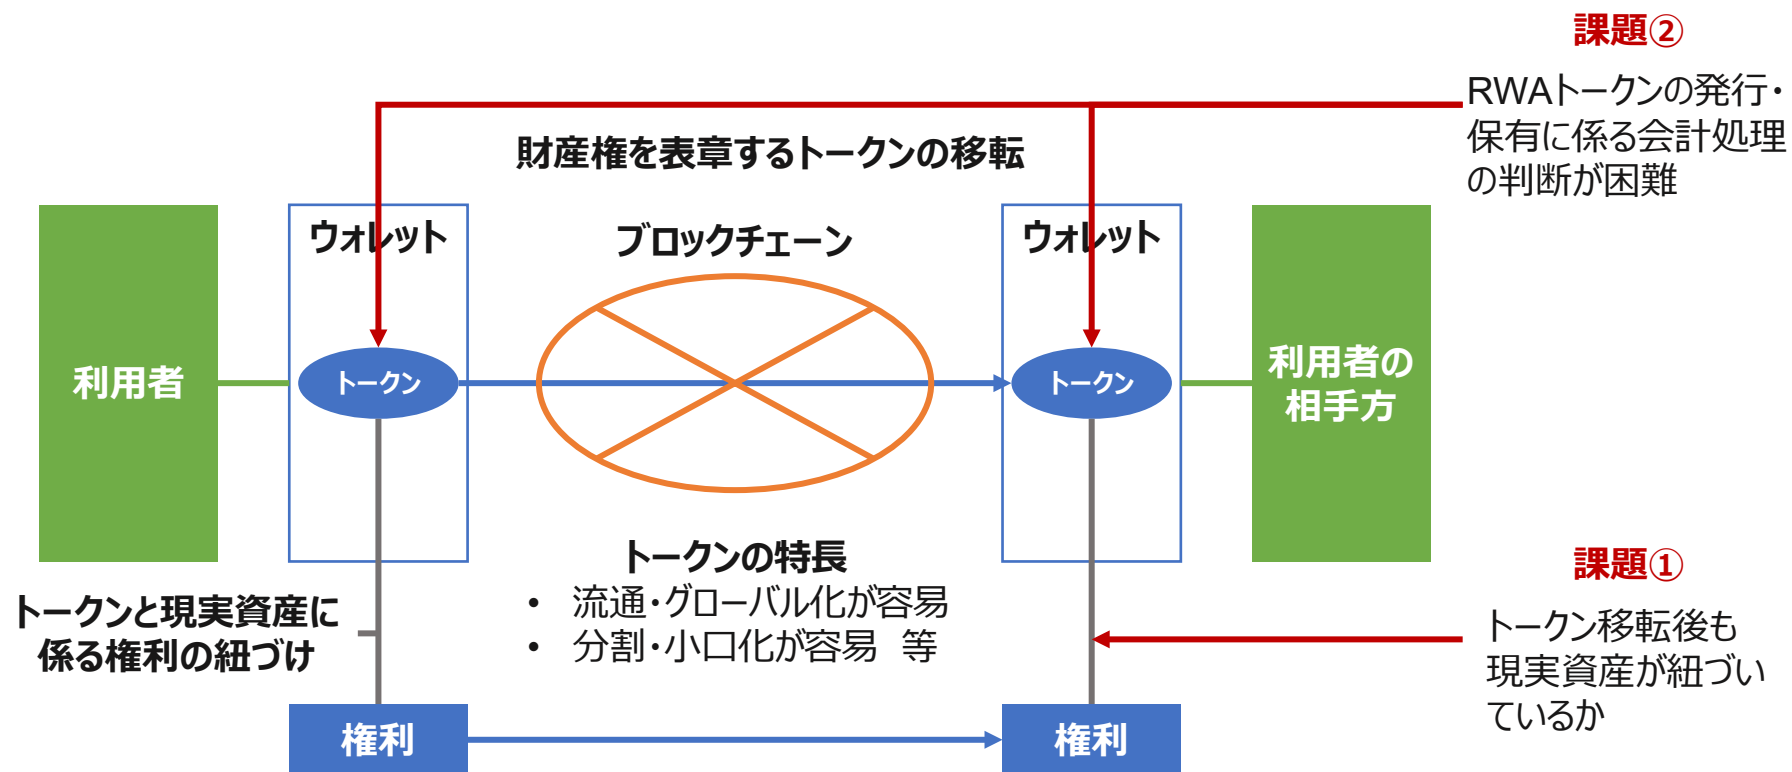 課題②
RWAトークンの発行・
保有に係る会計処理
の判断が困難
財産権を表章するトークンの移転
ウォレット
ブロックチェーン
ウォレット
利用者
トークン
トークン
利用者の
相手方
トークンの特長
• 流通・グローバル化が容易
• 分割・小口化が容易 等
トークンと現実資産に
係る権利の紐づけ
課題①
トークン移転後も
現実資産が紐づい
ているか
権利
権利